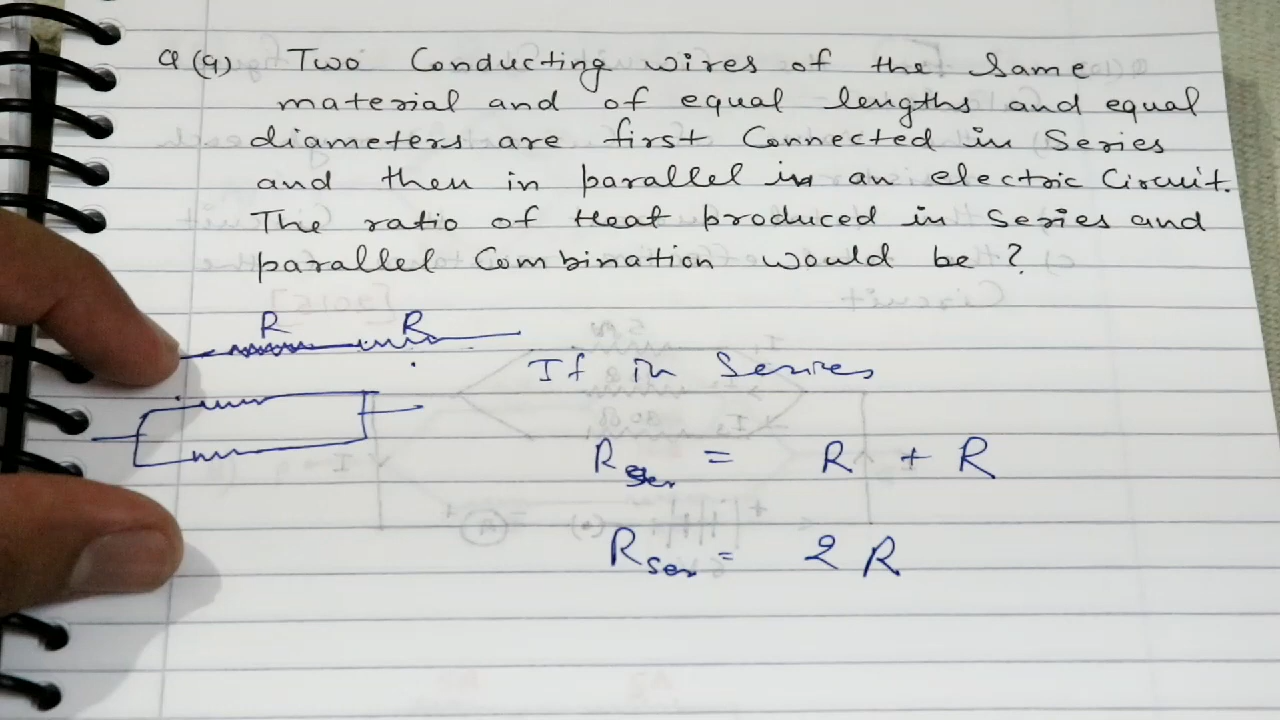 Q (9) Two Conducting wires of the same
material and of equal lengths and equal
diameters are first Connected in Series
and then in parallel in an electric Circuit.
The ratio of Heat produced in Series and
parallel Combination would be ?
R R
If in Series
Rser = R + R
Rser = 2 R